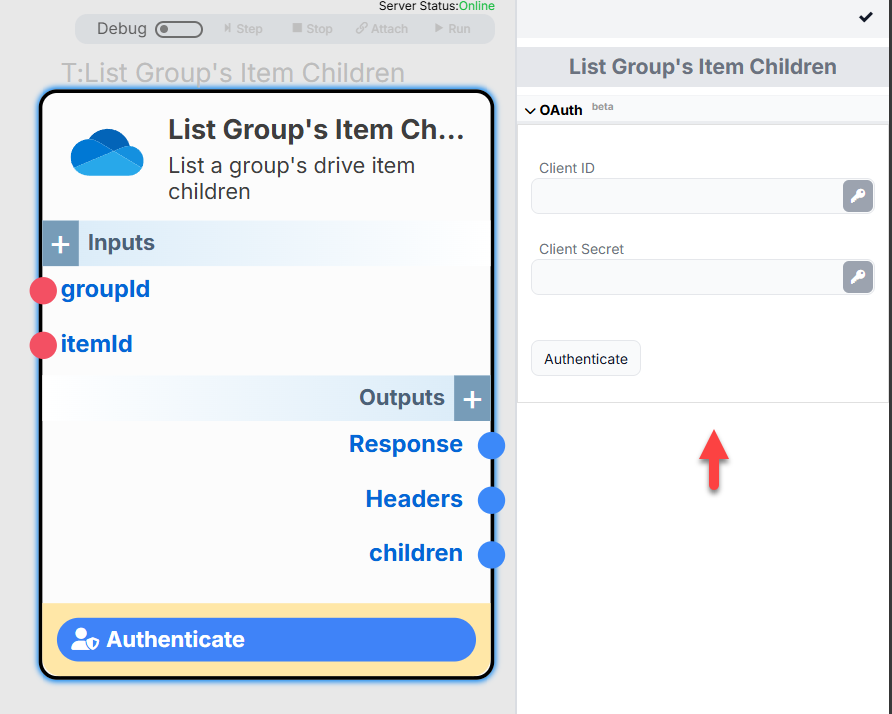 Server Status:Online
Debug
Step
Stop
Attach
Run
T:List Group's Item Children
List Group's Item Ch...
List a group's drive item
children
+ Inputs
groupId
itemId
Outputs +
Response
Headers
children
Authenticate
List Group's Item Children
OAuth beta
Client ID
Client Secret
Authenticate